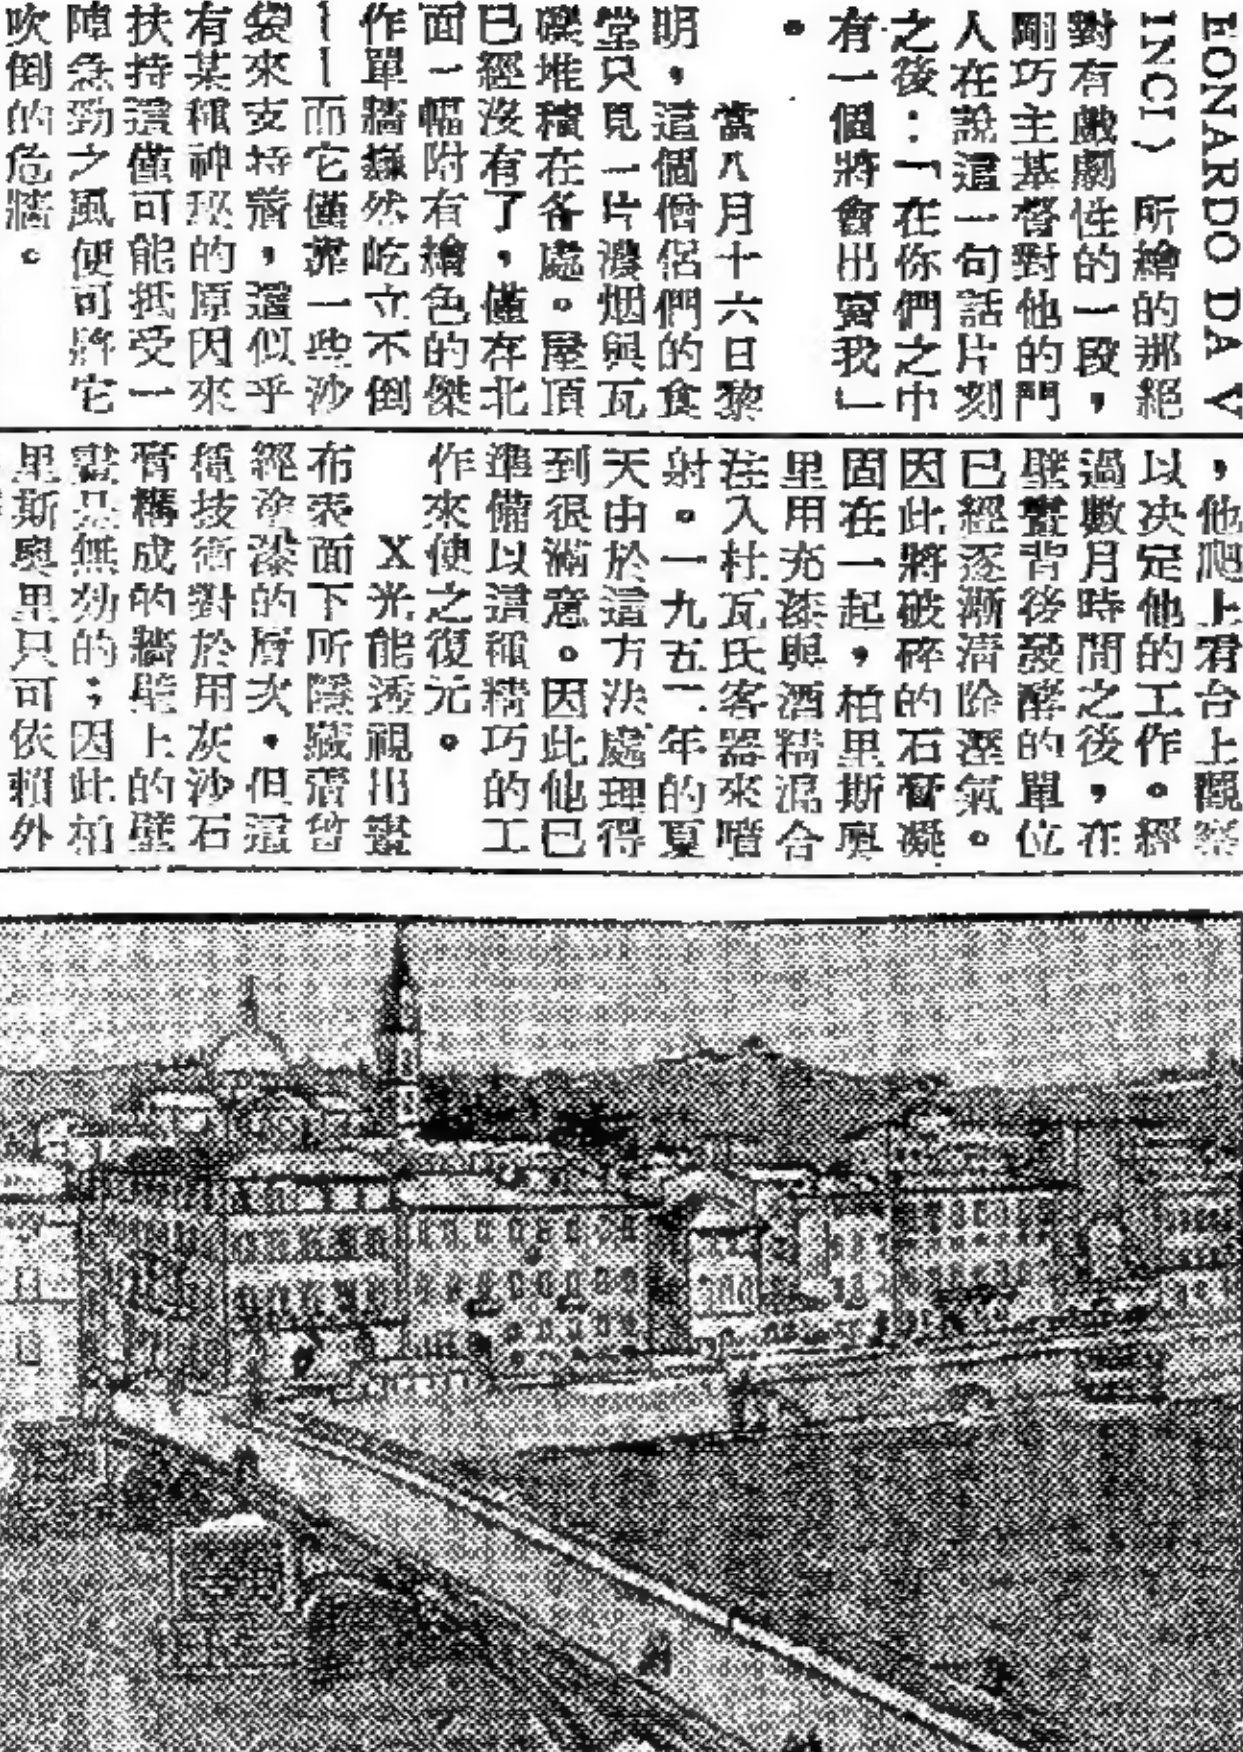 EONARDO DA V
INCI）所繪的那絕
對有戲劇性的一段，
剛巧主基督對他的門
人在說這一句話片刻
之後：「在你們之中
有一個將會出賣我」
。
當八月十六日黎
明，這個僧侶們的食
堂只見一片濃烟與瓦
礫堆積在各處。屋頂
已經沒有了，僅存北
面一幅附有繪色的傑
作單牆巍然屹立不倒
——而它僅靠一些沙
袋來支持著，這似乎
有某種神秘的原因來
扶持這僅可能抵受一
陣急勁之風便可將它
吹倒的危牆。
，他爬上看台上觀察
以决定他的工作。經
過數月時間之後，在
壁畫背後發酵的單位
已經逐漸清除溼氣。
因此將破碎的石膏凝
固在一起，柏里斯奧
里用充漆與酒精混合
注入杜瓦氏客器來噴
射。一九五二年的夏
天由於這方法處理得
到很滿意。因此他已
準備以這種精巧的工
作來使之復元。
X光能透視出畫
布表面下所隱藏着曾
經塗漆的層次，但這
種技術對於用灰沙石
膏構成的牆壁上的壁
畫是無効的；因此柏
里斯奧里只可依賴外